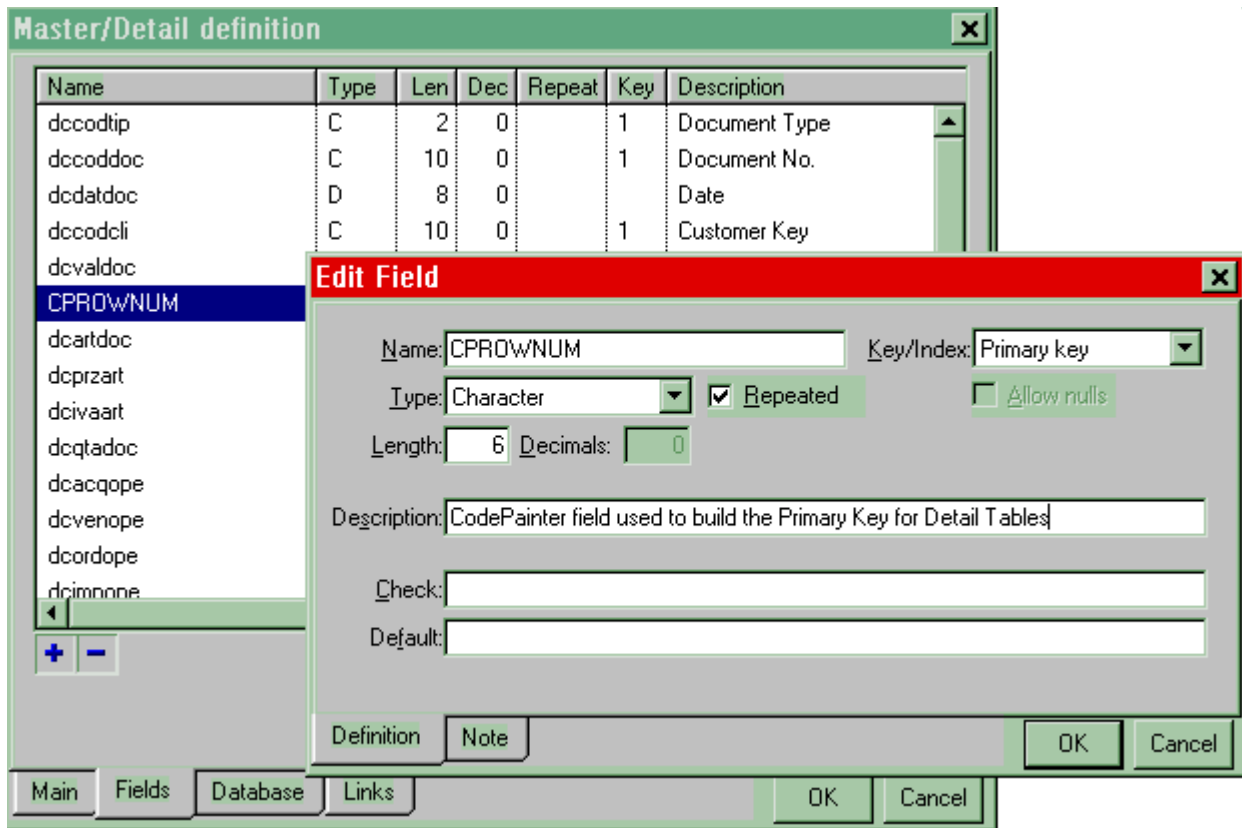 Master/Detail definition
Name Type Len Dec Repeat Key Description
dccodtip C 2 0 1 Document Type
dccoddoc C 10 0 1 Document No.
dcdatdoc D 8 0 Date
dccodcli C 10 0 1 Customer Key
dcvaldoc
CPROWNUM
dcartdoc
dcprzart
dcivaart
dcqtadoc
dcacqope
dcvenope
dcordope
dcimpope
+ −
Main Fields Database Links OK Cancel
Edit Field
Name: CPROWNUM Key/Index: Primary key
Type: Character Repeated Allow nulls
Length: 6 Decimals: 0
Description: CodePainter field used to build the Primary Key for Detail Tables
Check:
Default:
Definition Note OK Cancel